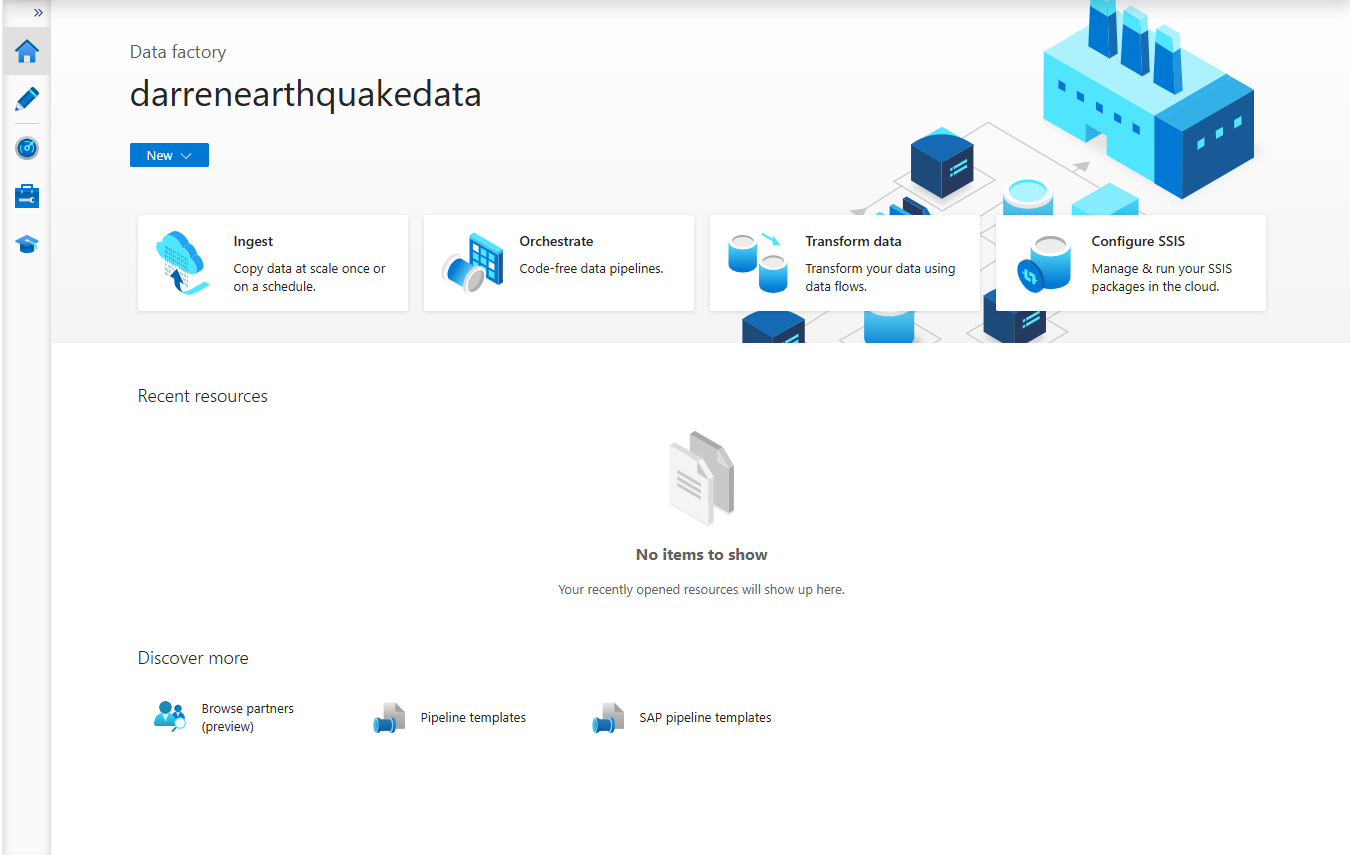 Data factory
darrenearthquakedata
New
Ingest
Copy data at scale once or
on a schedule.
Orchestrate
Code-free data pipelines.
Transform data
Transform your data using
data flows.
Configure SSIS
Manage & run your SSIS
packages in the cloud.
Recent resources
No items to show
Your recently opened resources will show up here.
Discover more
Browse partners
(preview)
Pipeline templates
SAP pipeline templates